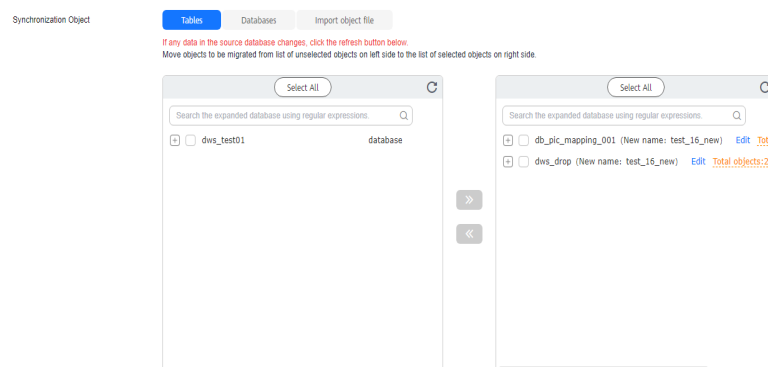 Synchronization Object
Tables Databases Import object file
If any data in the source database changes, click the refresh button below.
Move objects to be migrated from list of unselected objects on left side to the list of selected objects on right side.
Select All
Search the expanded database using regular expressions.
dws_test01 database
Select All
Search the expanded database using regular expressions.
db_pic_mapping_001 (New name: test_16_new) Edit Tot
dws_drop (New name: test_16_new) Edit Total objects:2